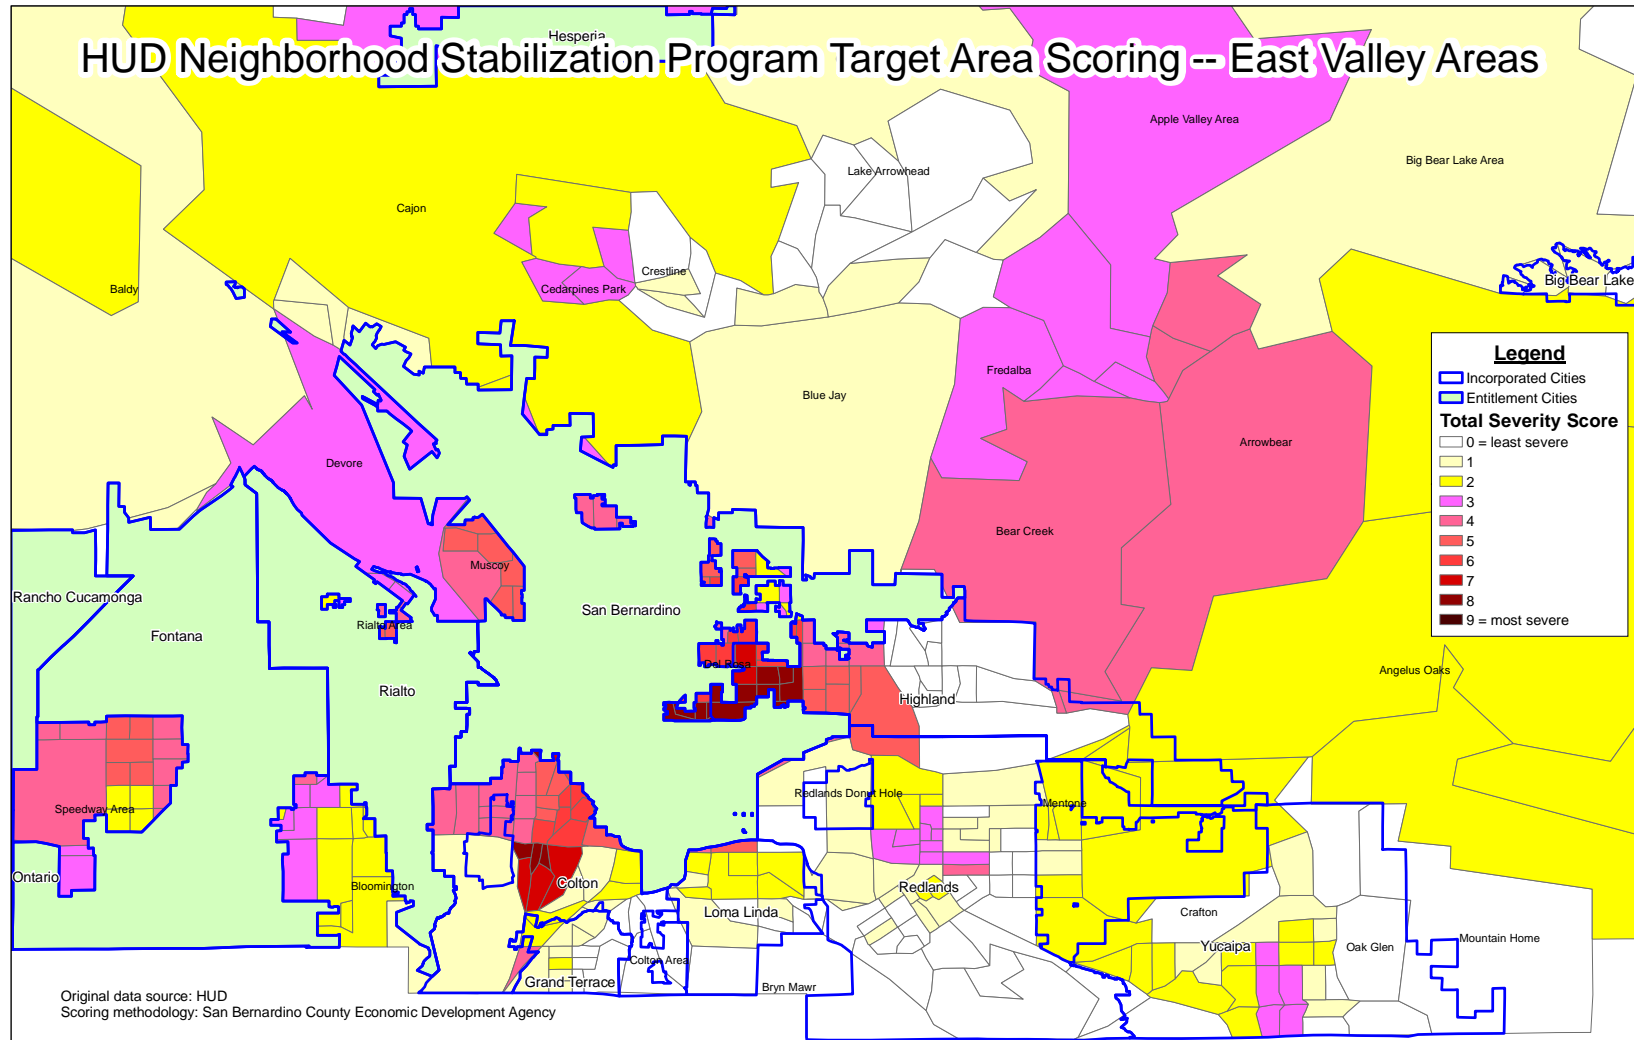 Hesperia
HUD Neighborhood Stabilization Program Target Area Scoring -- East Valley Areas
Apple Valley Area
Big Bear Lake Area
Lake Arrowhead
Cajon
Crestline
Baldy
Cedarpines Park
Big Bear Lake
Fredalba
Blue Jay
Arrowbear
Devore
Bear Creek
Muscoy
Rancho Cucamonga
San Bernardino
Rialto Area
Fontana
Del Rosa
Angelus Oaks
Rialto
Highland
Redlands Donut Hole
Mentone
Speedway Area
Ontario
Bloomington
Colton
Redlands
Loma Linda
Crafton
Yucaipa
Oak Glen
Mountain Home
Colton Area
Grand Terrace
Bryn Mawr
Legend
Incorporated Cities
Entitlement Cities
Total Severity Score
0 = least severe
1
2
3
4
5
6
7
8
9 = most severe
Original data source: HUD
Scoring methodology: San Bernardino County Economic Development Agency